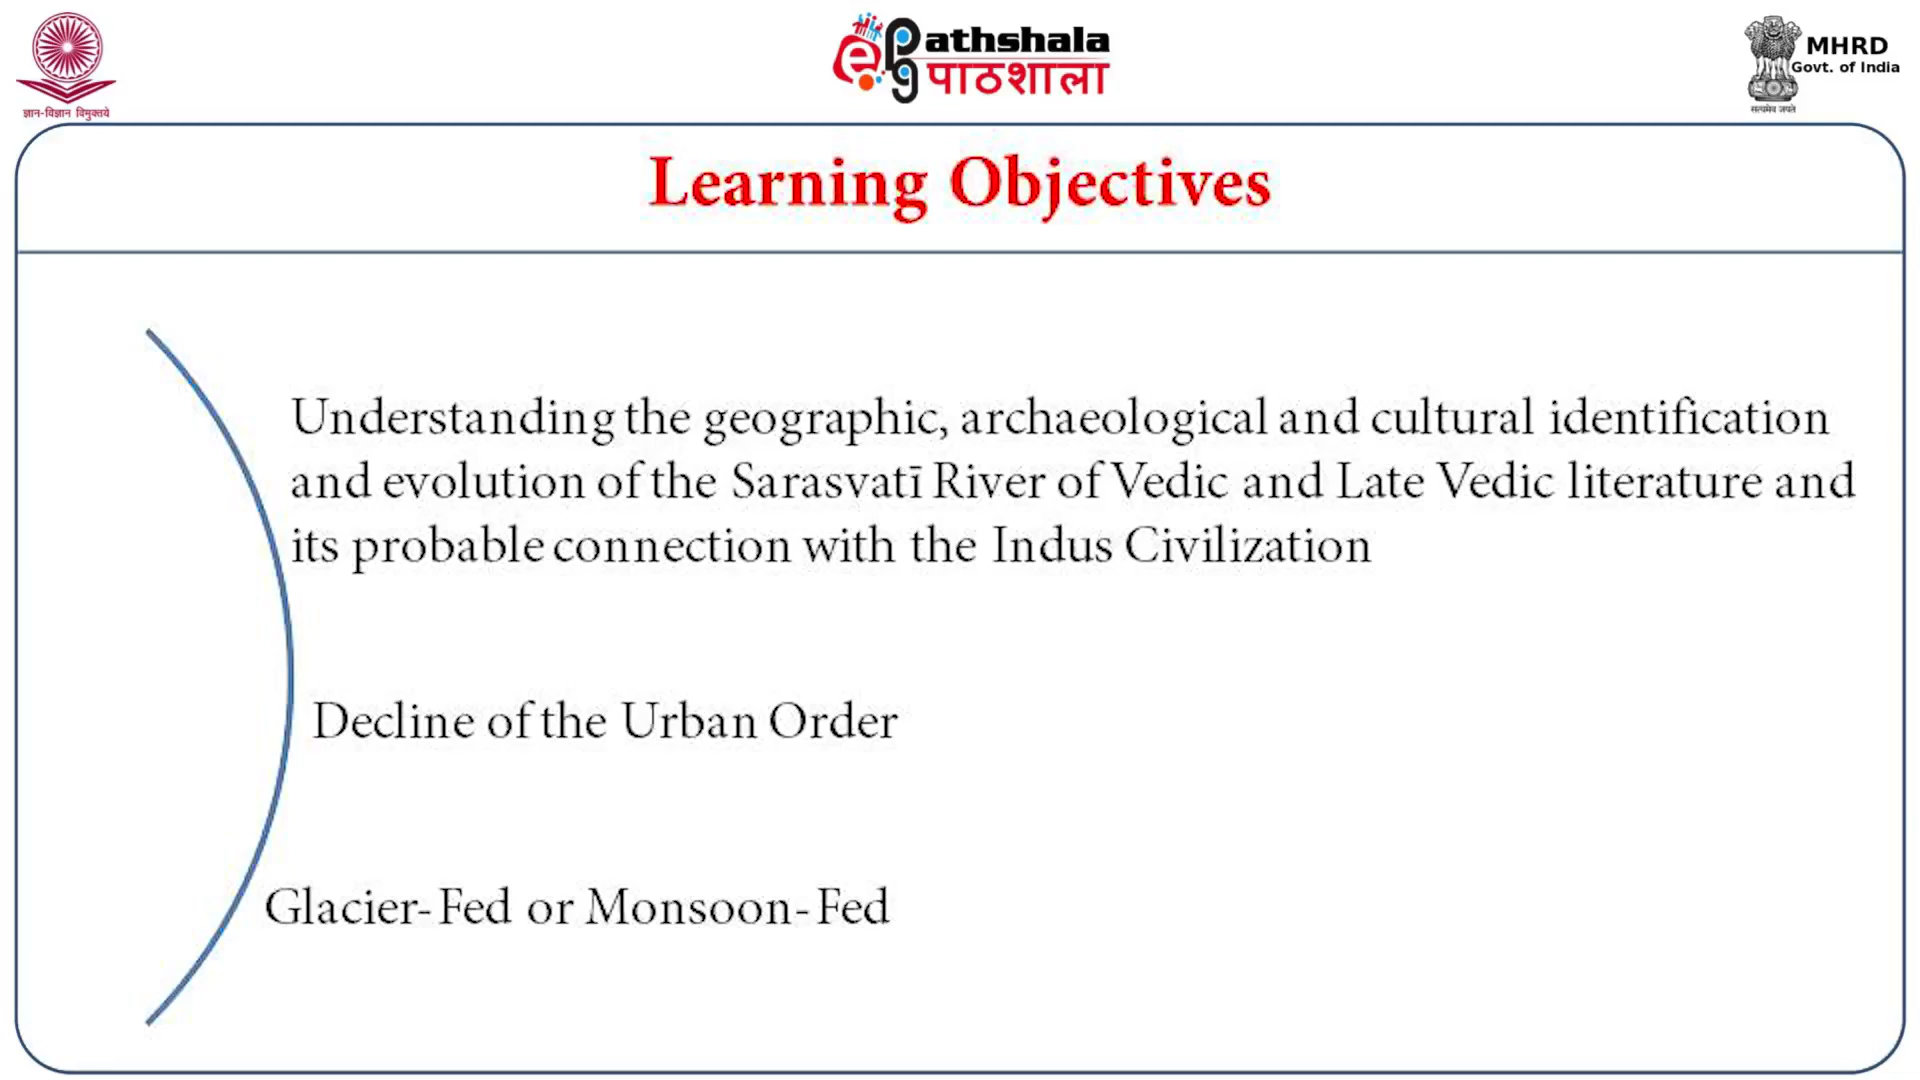 ज्ञान-विज्ञान विमुक्तये
ePathshala
पाठशाला
MHRD
Govt. of India
सत्यमेव जयते
Learning Objectives
Understanding the geographic, archaeological and cultural identification
and evolution of the Sarasvatī River of Vedic and Late Vedic literature and
its probable connection with the Indus Civilization
Decline of the Urban Order
Glacier-Fed or Monsoon-Fed